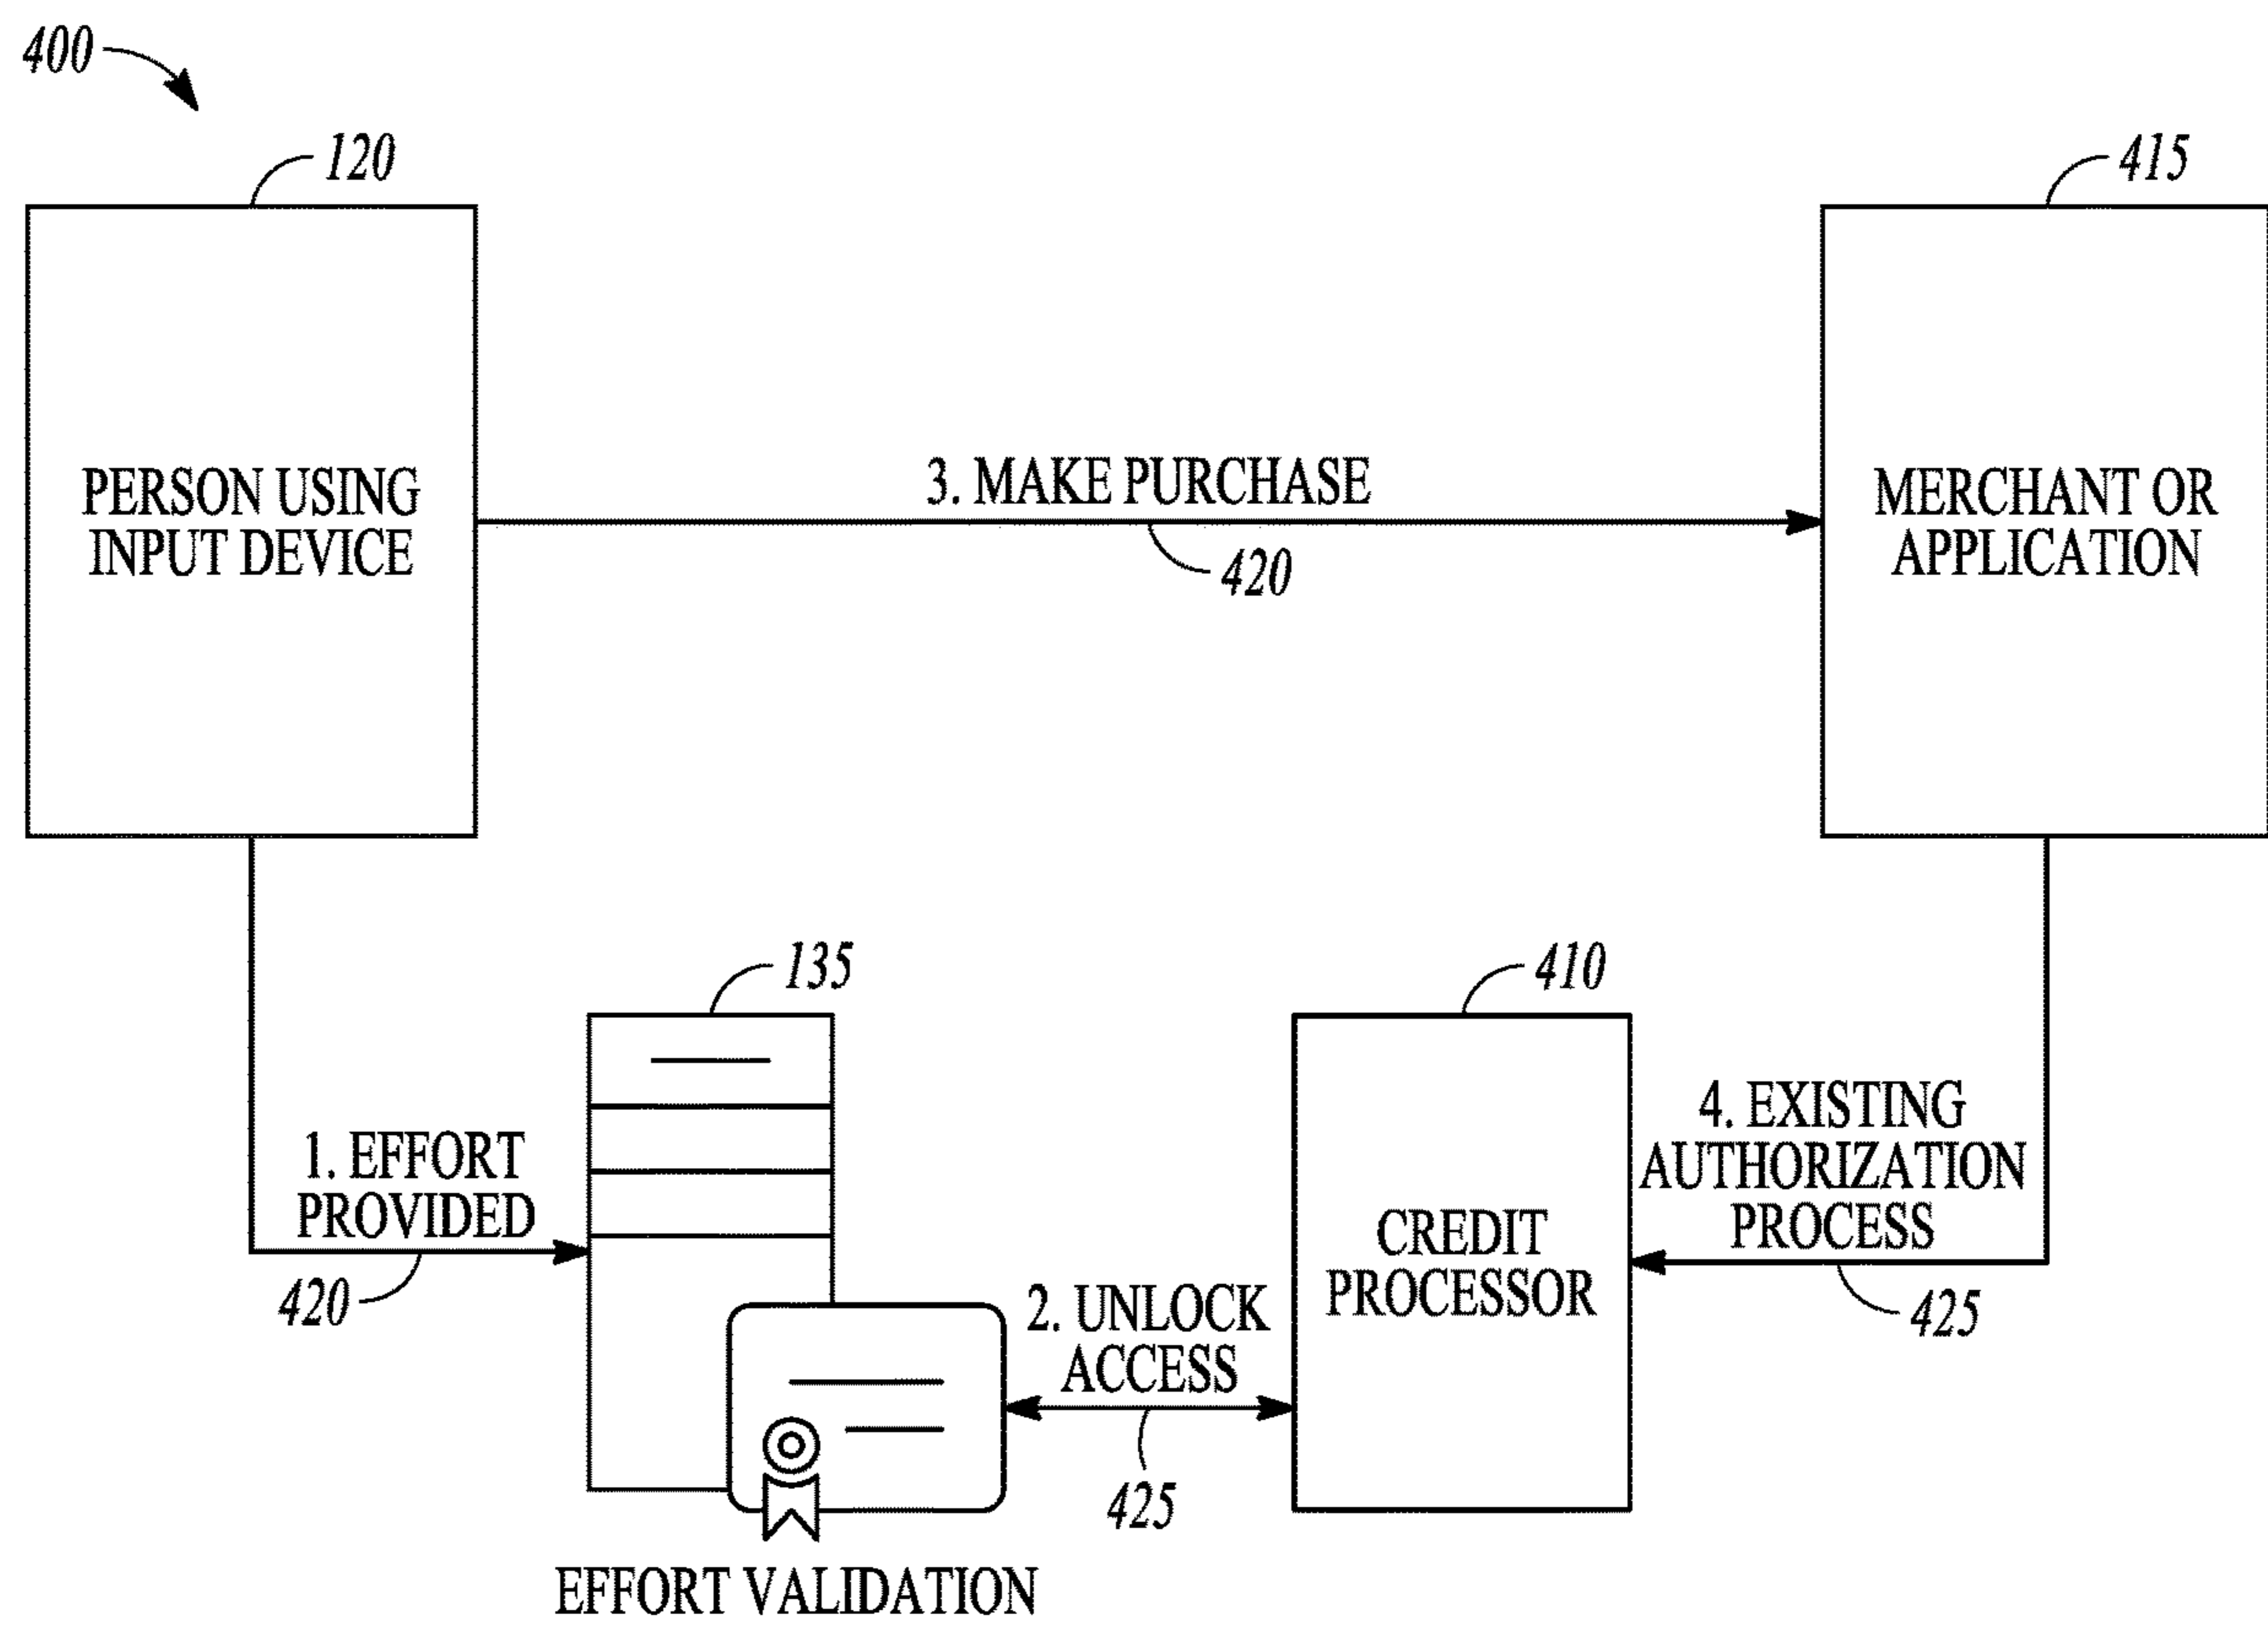 400
120
415
PERSON USING
INPUT DEVICE
3. MAKE PURCHASE
420
MERCHANT OR
APPLICATION
135
410
1. EFFORT
PROVIDED
420
2. UNLOCK
ACCESS
425
CREDIT
PROCESSOR
4. EXISTING
AUTHORIZATION
PROCESS
425
EFFORT VALIDATION